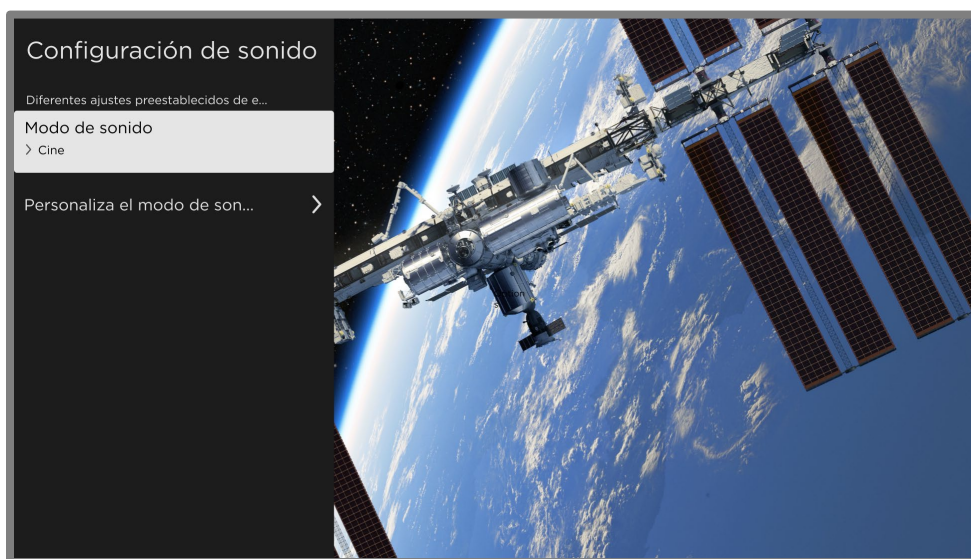 Configuración de sonido
Diferentes ajustes preestablecidos de e...
Modo de sonido
> Cine
Personaliza el modo de son...